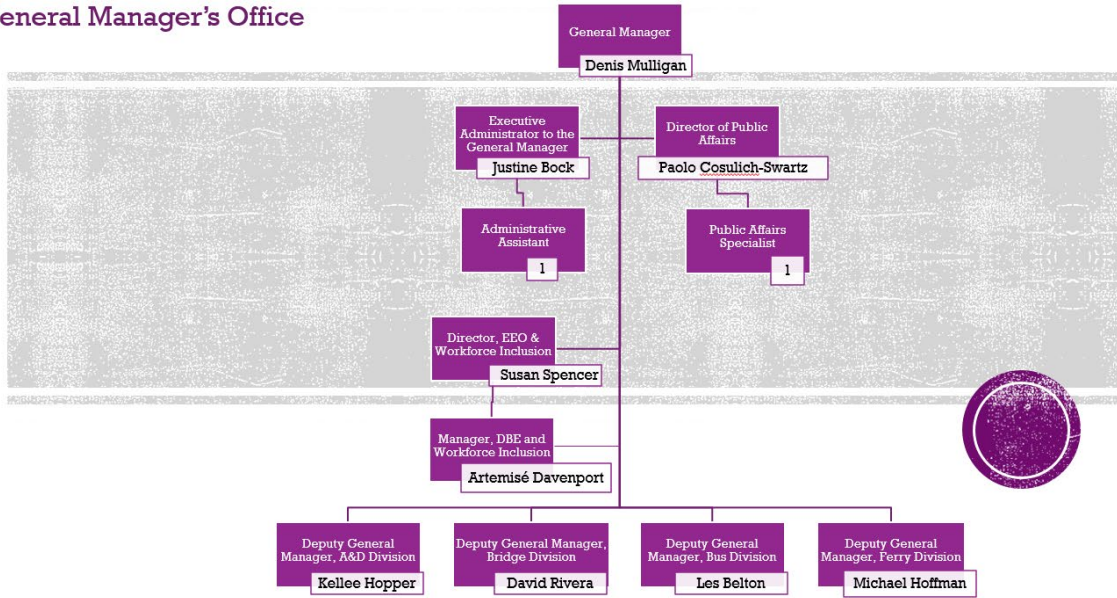 eneral Manager's Office
General Manager
Denis Mulligan
Executive
Administrator to the
General Manager
Justine Bock
Director of Public
Affairs
Paolo Cosulich-Swartz
Administrative
Assistant
1
Public Affairs
Specialist
1
Director, EEO &
Workforce Inclusion
Susan Spencer
Manager, DBE and
Workforce Inclusion
Artemisé Davenport
Deputy General
Manager, A&D Division
Kellee Hopper
Deputy General Manager,
Bridge Division
David Rivera
Deputy General
Manager, Bus Division
Les Belton
Deputy General
Manager, Ferry Division
Michael Hoffman